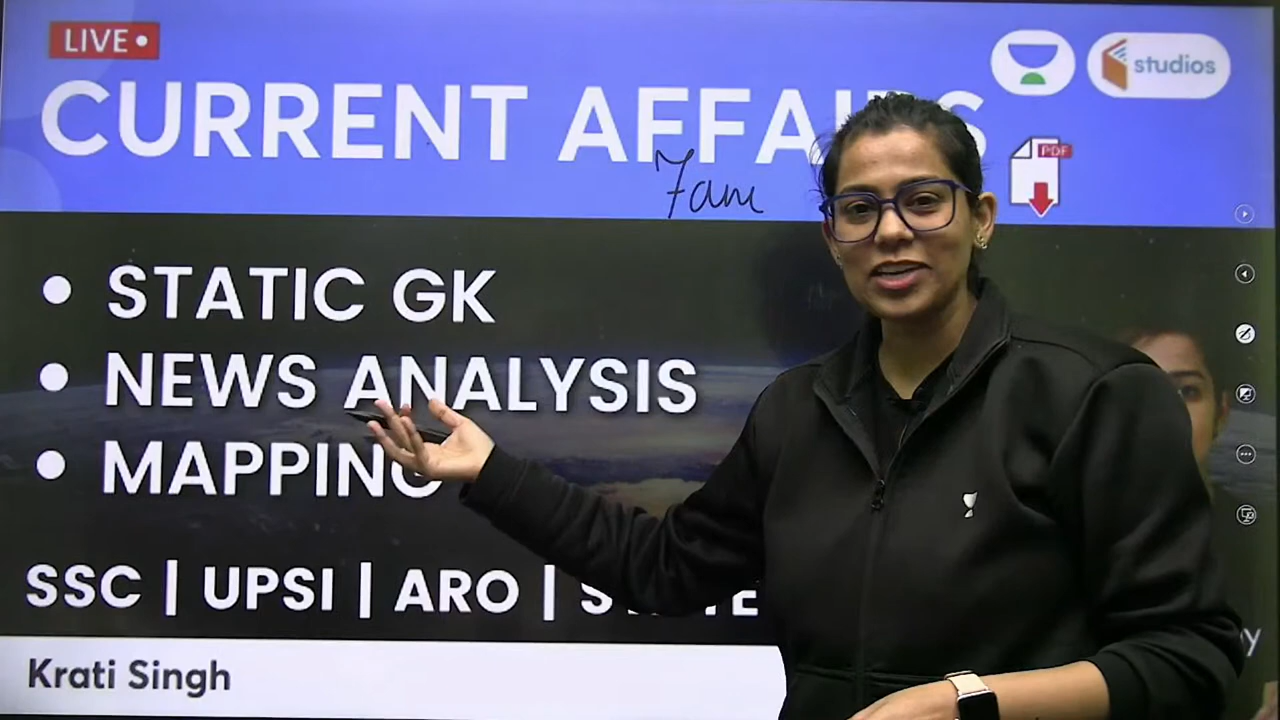 LIVE
studios
CURRENT AFFAIRS
7am
PDF
• STATIC GK
• NEWS ANALYSIS
• MAPPING
SSC | UPSI | ARO |
Krati Singh